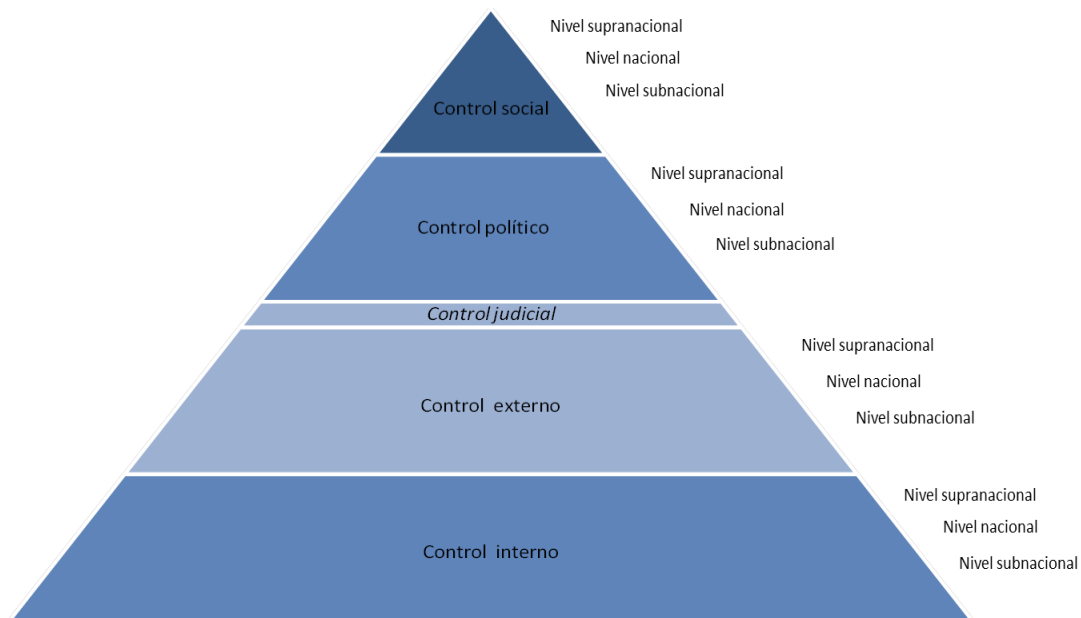 Nivel supranacional
Nivel nacional
Nivel subnacional
Control social
Nivel supranacional
Nivel nacional
Control político
Nivel subnacional
Control judicial
Nivel supranacional
Nivel nacional
Control externo
Nivel subnacional
Nivel supranacional
Nivel nacional
Control interno
Nivel subnacional